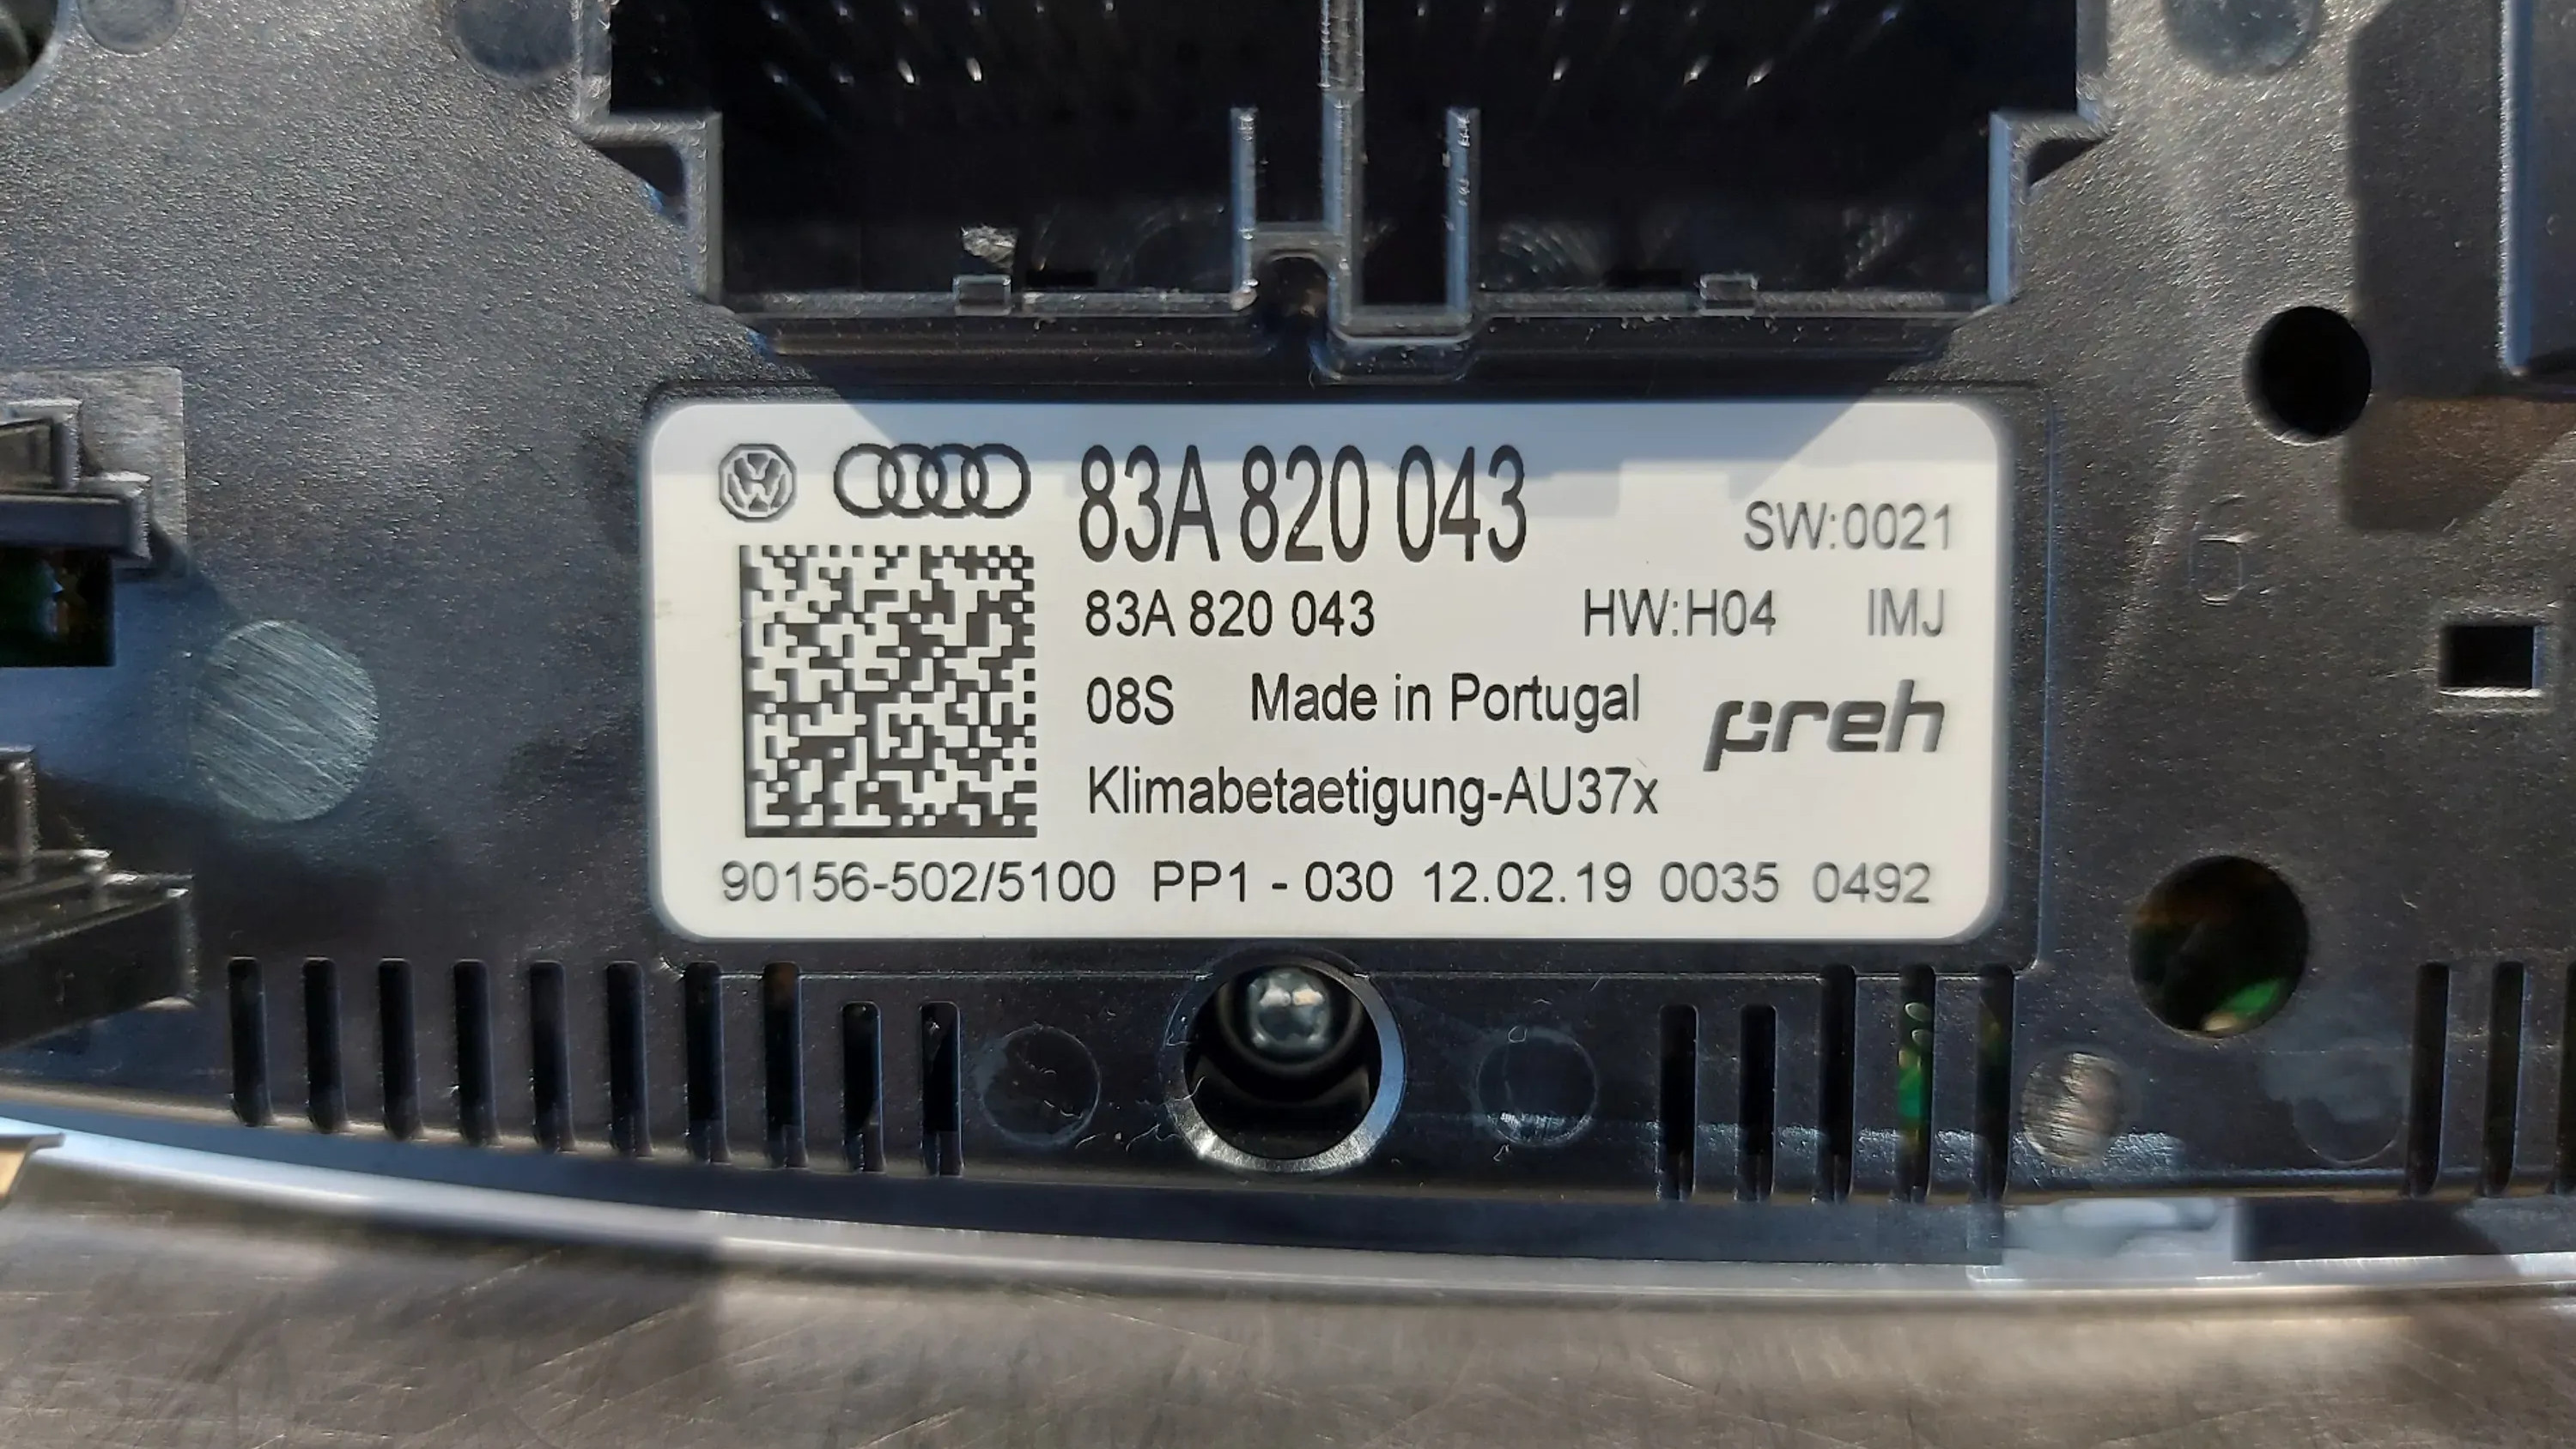 83A 820 043
SW:0021
83A 820 043 HW:H04 IMJ
08S Made in Portugal
preh
Klimabetaetigung-AU37x
90156-502/5100 PP1 - 030 12.02.19 0035 0492